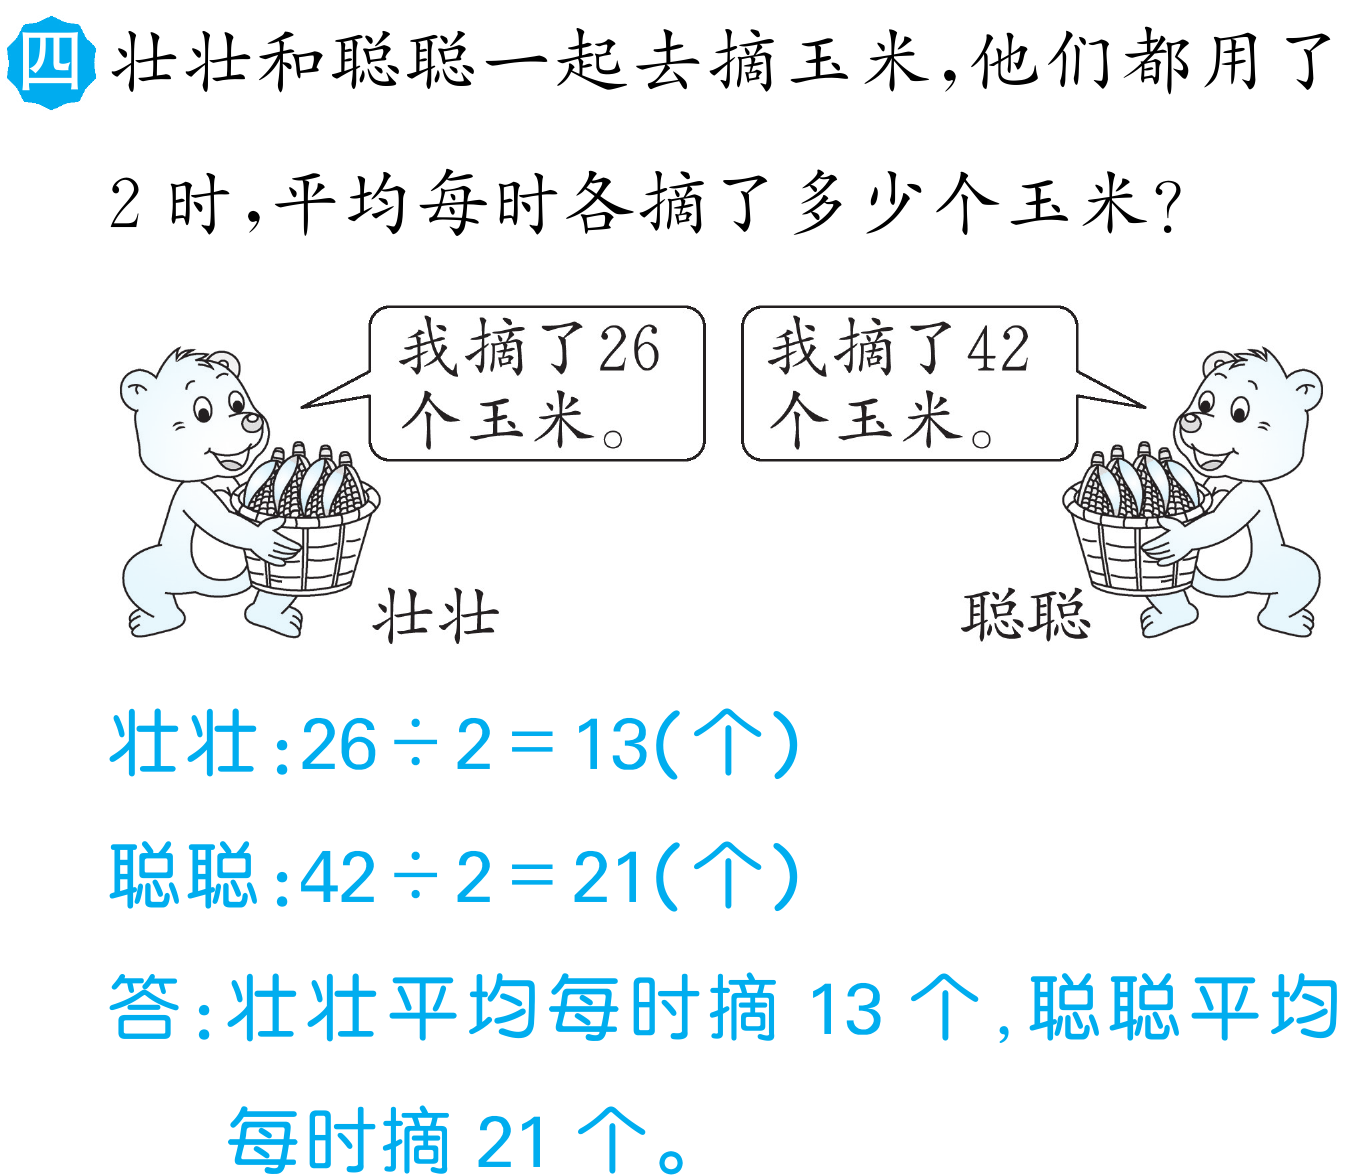 四 壮壮和聪聪一起去摘玉米,他们都用了
2 时,平均每时各摘了多少个玉米?
我摘了26
个玉米。
我摘了42
个玉米。
壮壮
聪聪
壮壮:26÷2=13(个)
聪聪:42÷2=21(个)
答:壮壮平均每时摘 13 个,聪聪平均
每时摘 21 个。